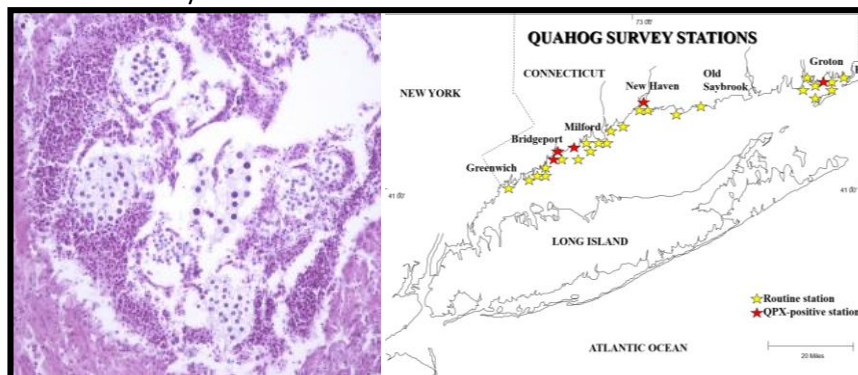 73 00'
QUAHOG SURVEY STATIONS
Groton
CONNECTICUT
Old
Saybrook
New Haven
NEW YORK
Milford
Bridgeport
Greenwich
41 00'
41 00'
LONG ISLAND
Routine station
QPX-positive station
ATLANTIC OCEAN
20 Miles